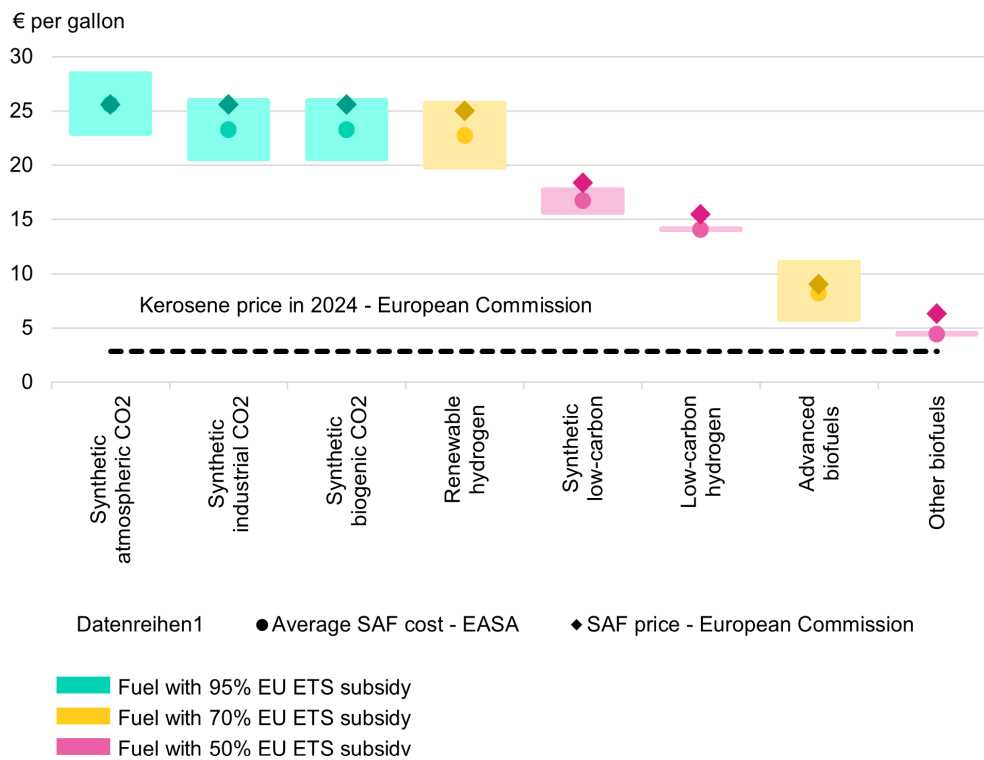 € per gallon
30
25
20
15
10
5
0
Kerosene price in 2024 - European Commission
Synthetic
atmospheric CO2
Synthetic
industrial CO2
Synthetic
biogenic CO2
Renewable
hydrogen
Synthetic
low-carbon
Low-carbon
hydrogen
Advanced
biofuels
Other biofuels
Datenreihen1
Average SAF cost - EASA
SAF price - European Commission
Fuel with 95% EU ETS subsidy
Fuel with 70% EU ETS subsidy
Fuel with 50% EU ETS subsidy